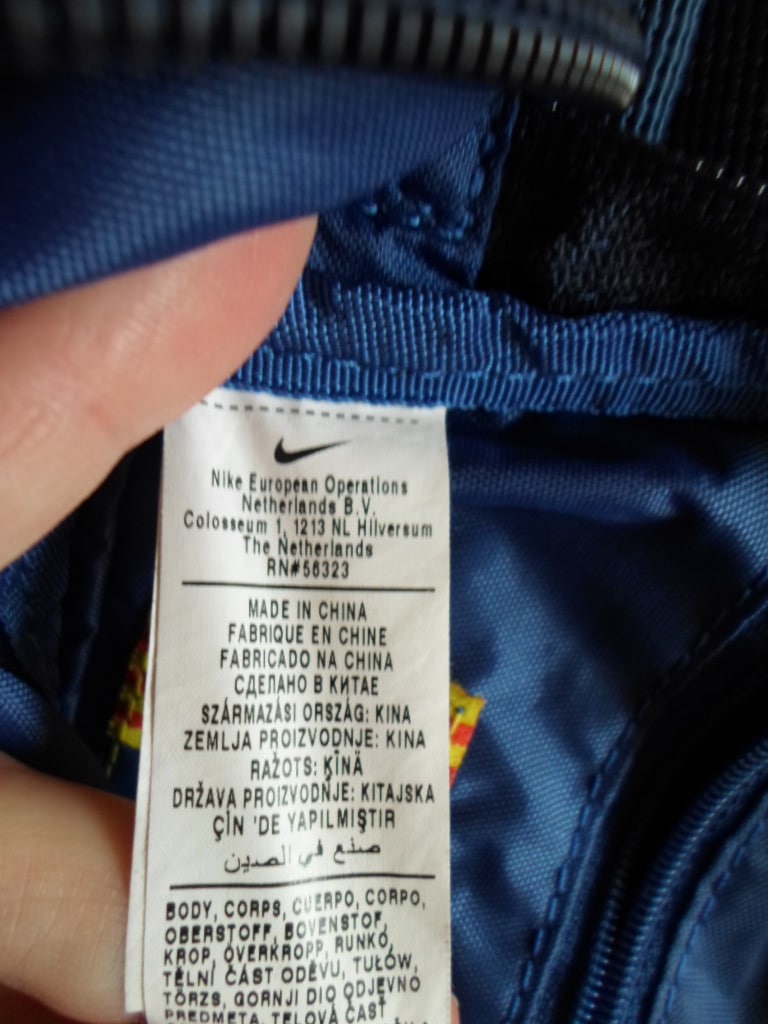 Nike European Operations
Netherlands B.V.
Colosseum 1, 1213 NL Hilversum
The Netherlands
RN#56323
MADE IN CHINA
FABRIQUE EN CHINE
FABRICADO NA CHINA
СДЕЛАНО В КИТАЕ
SZÁRMAZÁSI ORSZÁG: KINA
ZEMLJA PROIZVODNJE: KINA
RAŽOTS: ĶĪNĀ
DRŽAVA PROIZVODNJE: KITAJSKA
ÇİN 'DE YAPILMIŞTIR
صنع في الصين
BODY, CORPS, CUERPO, CORPO,
OBERSTOFF, BOVENSTOF,
KROP, ÖVERKROPP, RUNKO,
TĚLNÍ ČÁST ODĚVU, TUŁÓW,
TÖRZS, GORNJI DIO ODJEVNO
PREDMETA, TELOVÁ ČASŤ